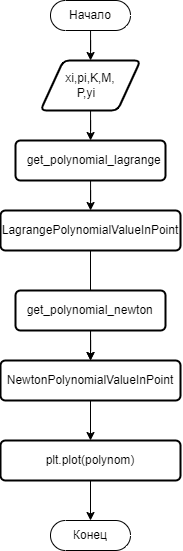 Начало
xi,pi,K,M,
P,yi
get_polynomial_lagrange
LagrangePolynomialValueInPoint
get_polynomial_newton
NewtonPolynomialValueInPoint
plt.plot(polynom)
Конец